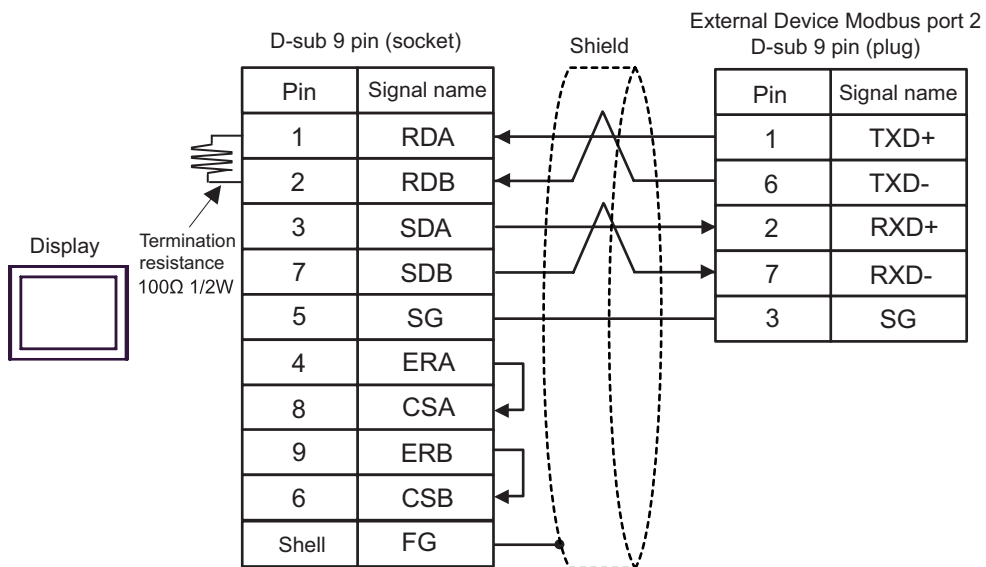 External Device Modbus port 2
D-sub 9 pin (socket)
Shield
D-sub 9 pin (plug)
Pin Signal name
1 RDA
2 RDB
3 SDA
7 SDB
5 SG
4 ERA
8 CSA
9 ERB
6 CSB
Shell FG
Pin Signal name
1 TXD+
6 TXD-
2 RXD+
7 RXD-
3 SG
Display
Termination
resistance
100Ω 1/2W